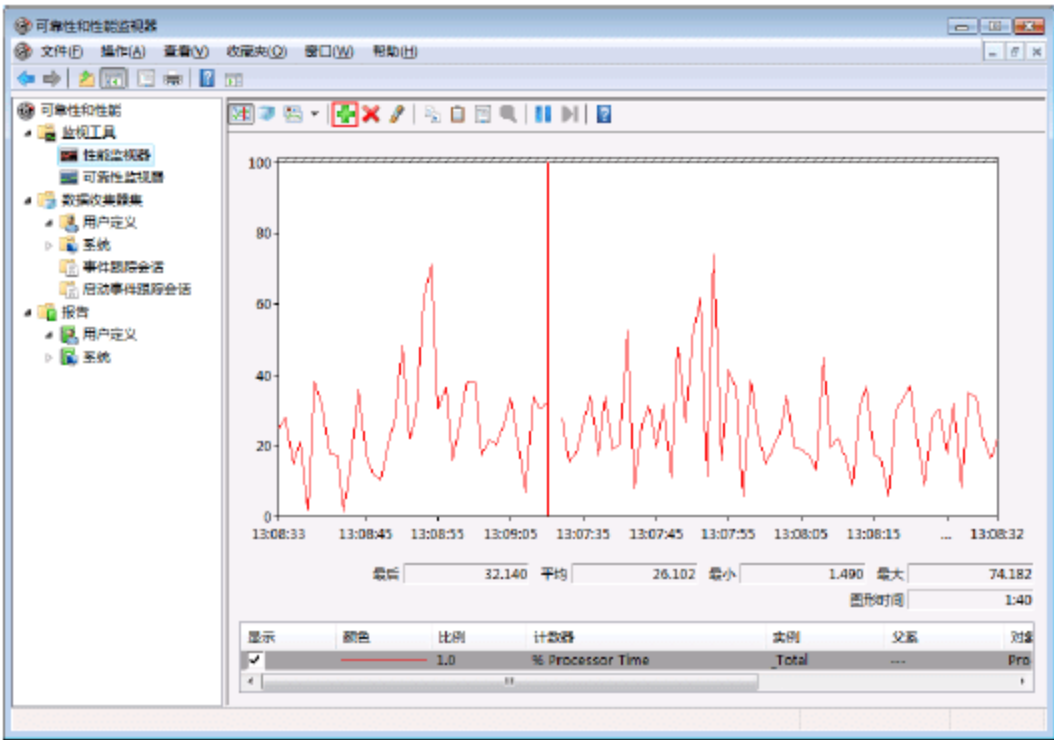 可靠性和性能监视器
文件(F) 操作(A) 查看(V) 收藏夹(O) 窗口(W) 帮助(H)
可靠性和性能
监视工具
性能监视器
可靠性监视器
数据收集器集
用户定义
系统
事件跟踪会话
启动事件跟踪会话
报告
用户定义
系统
100
80
60
40
20
0
13:08:33 13:08:45 13:08:55 13:09:05 13:07:35 13:07:45 13:07:55 13:08:05 13:08:15 ... 13:08:32
最后 32.140 平均 26.102 最小 1.490 最大 74.182
图形时间 1:40
显示 颜色 比例 计数器 实例 父系 对象
1.0 % Processor Time _Total --- Pro